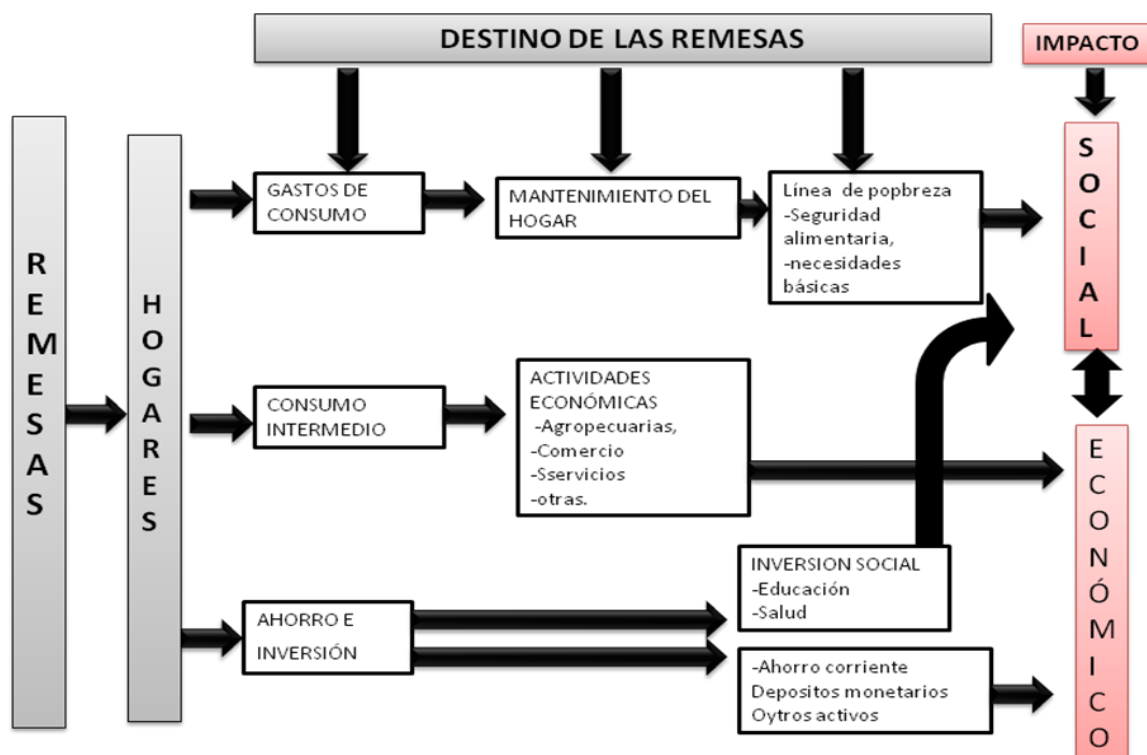 DESTINO DE LAS REMESAS
IMPACTO
REMESAS
HOGARES
GASTOS DE
CONSUMO
MANTENIMIENTO DEL
HOGAR
Línea de popbreza
-Seguridad
alimentaria,
-necesidades
básicas
SOCIAL
CONSUMO
INTERMEDIO
ACTIVIDADES
ECONÓMICAS
-Agropecuarias,
-Comercio
-Sservicios
-otras.
AHORRO E
INVERSIÓN
INVERSION SOCIAL
-Educación
-Salud
-Ahorro corriente
Depositos monetarios
Oytros activos
ECONÓMICO